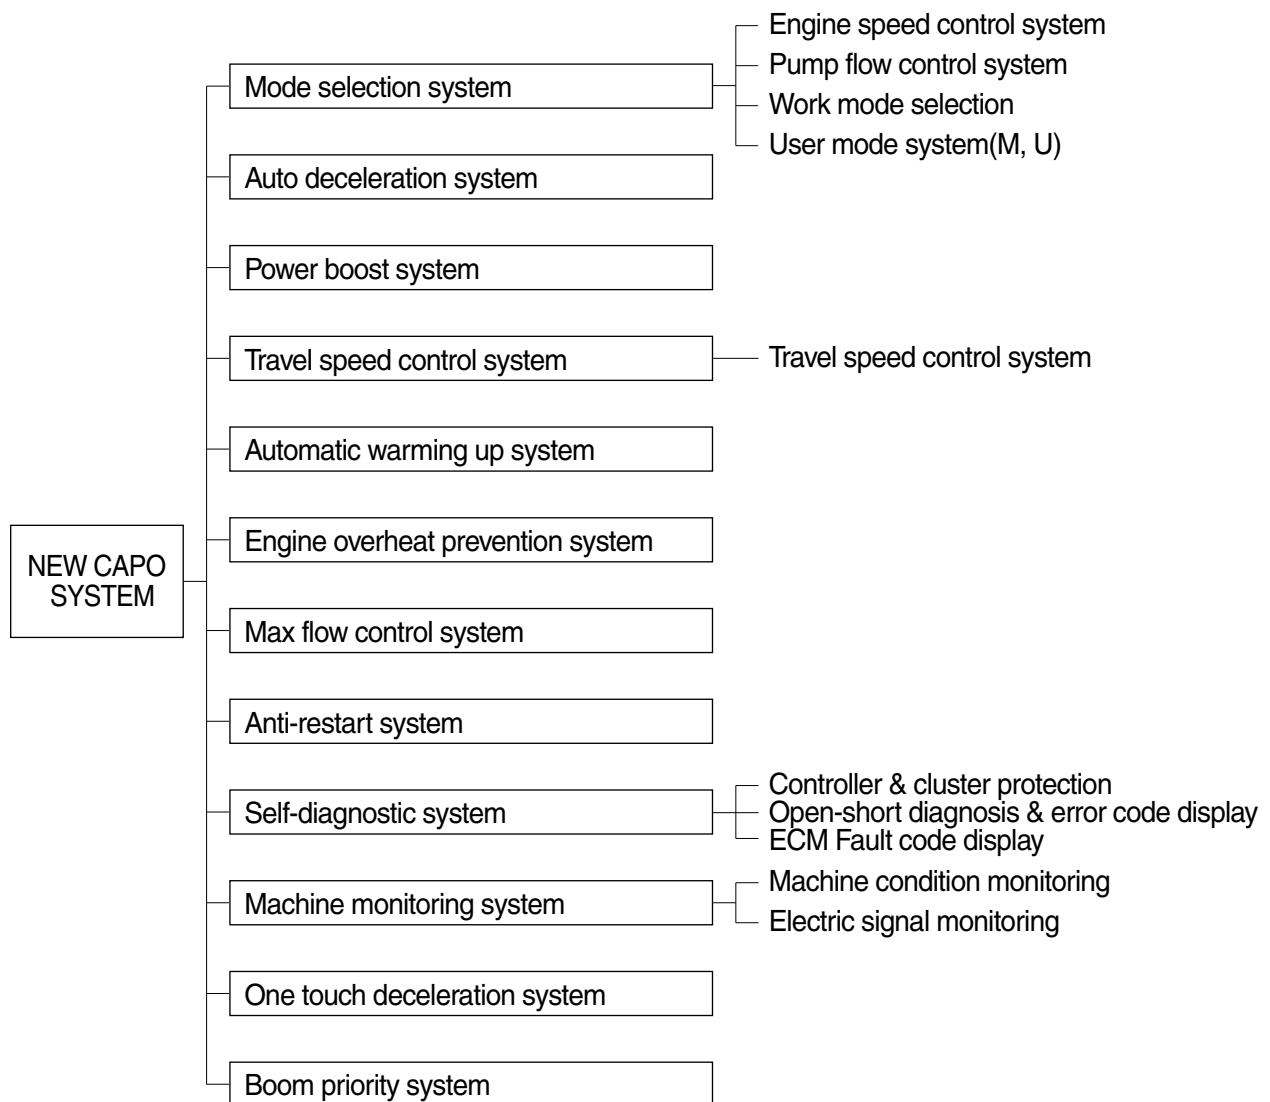 Engine speed control system
Pump flow control system
Mode selection system
Work mode selection
User mode system(M, U)
Auto deceleration system
Power boost system
Travel speed control system
Travel speed control system
Automatic warming up system
Engine overheat prevention system
NEW CAPO
SYSTEM
Max flow control system
Anti-restart system
Self-diagnostic system
Controller & cluster protection
Open-short diagnosis & error code display
ECM Fault code display
Machine monitoring system
Machine condition monitoring
Electric signal monitoring
One touch deceleration system
Boom priority system